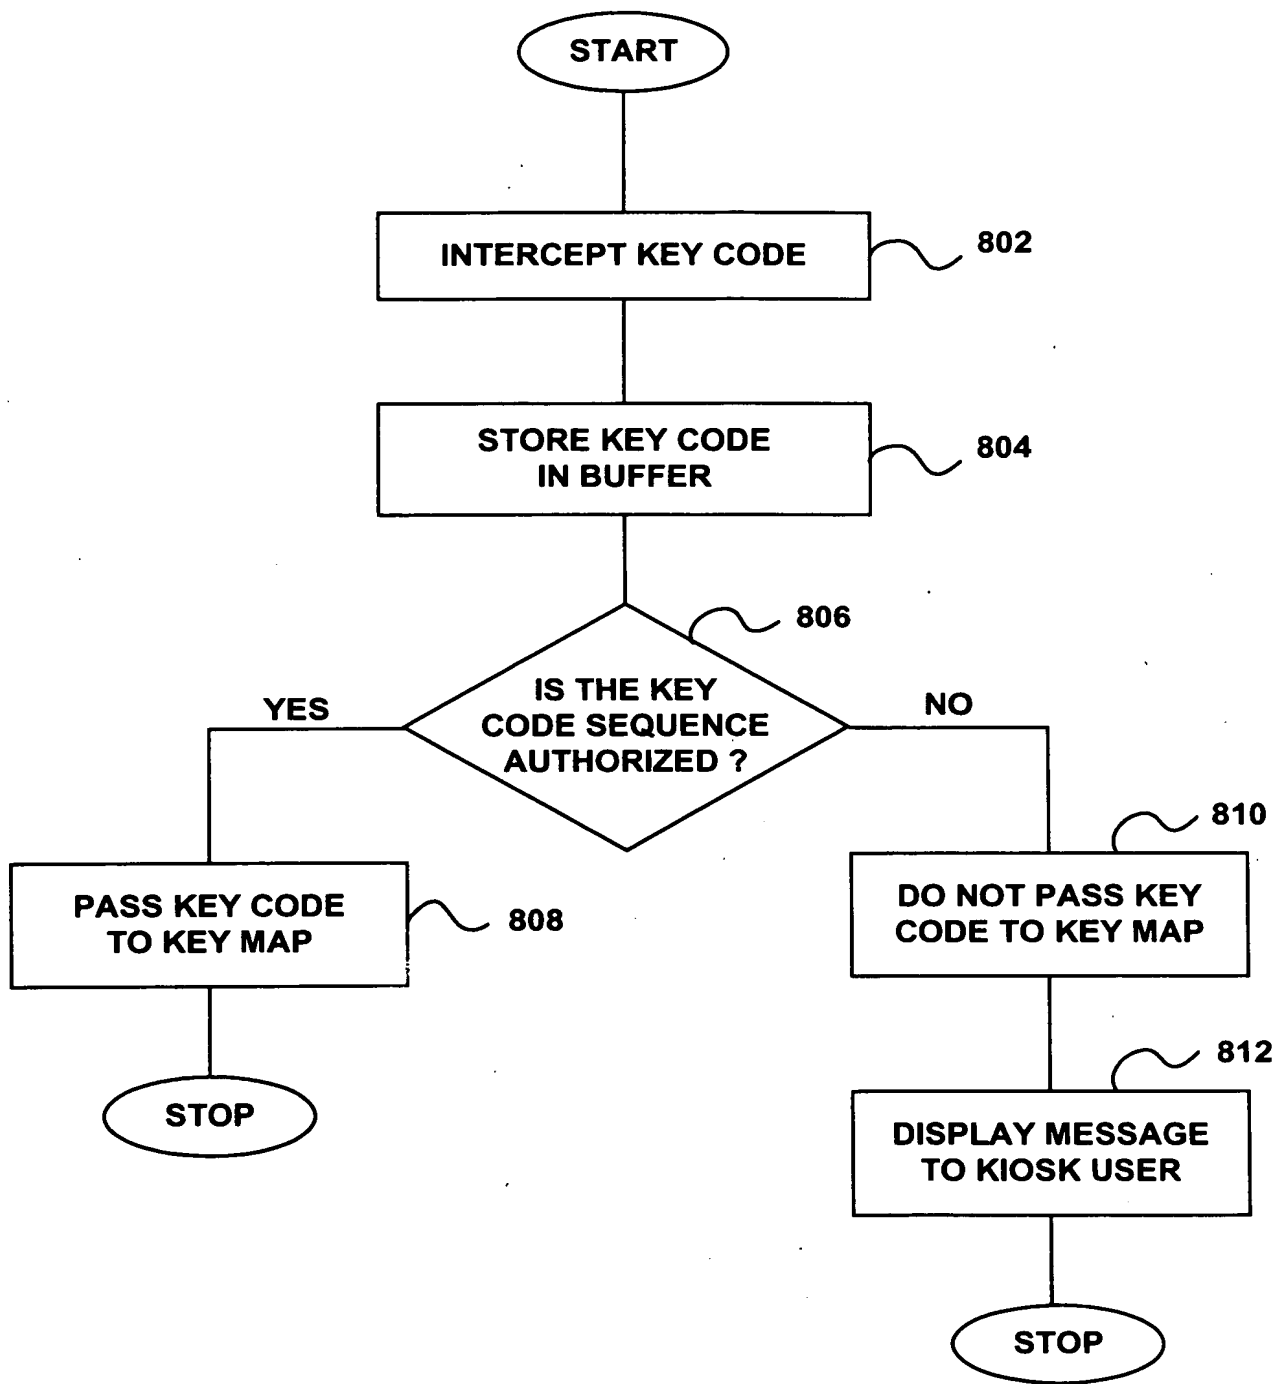 START
INTERCEPT KEY CODE
802
STORE KEY CODE
IN BUFFER
804
806
IS THE KEY
CODE SEQUENCE
AUTHORIZED ?
YES
NO
PASS KEY CODE
TO KEY MAP
808
STOP
810
DO NOT PASS KEY
CODE TO KEY MAP
812
DISPLAY MESSAGE
TO KIOSK USER
STOP